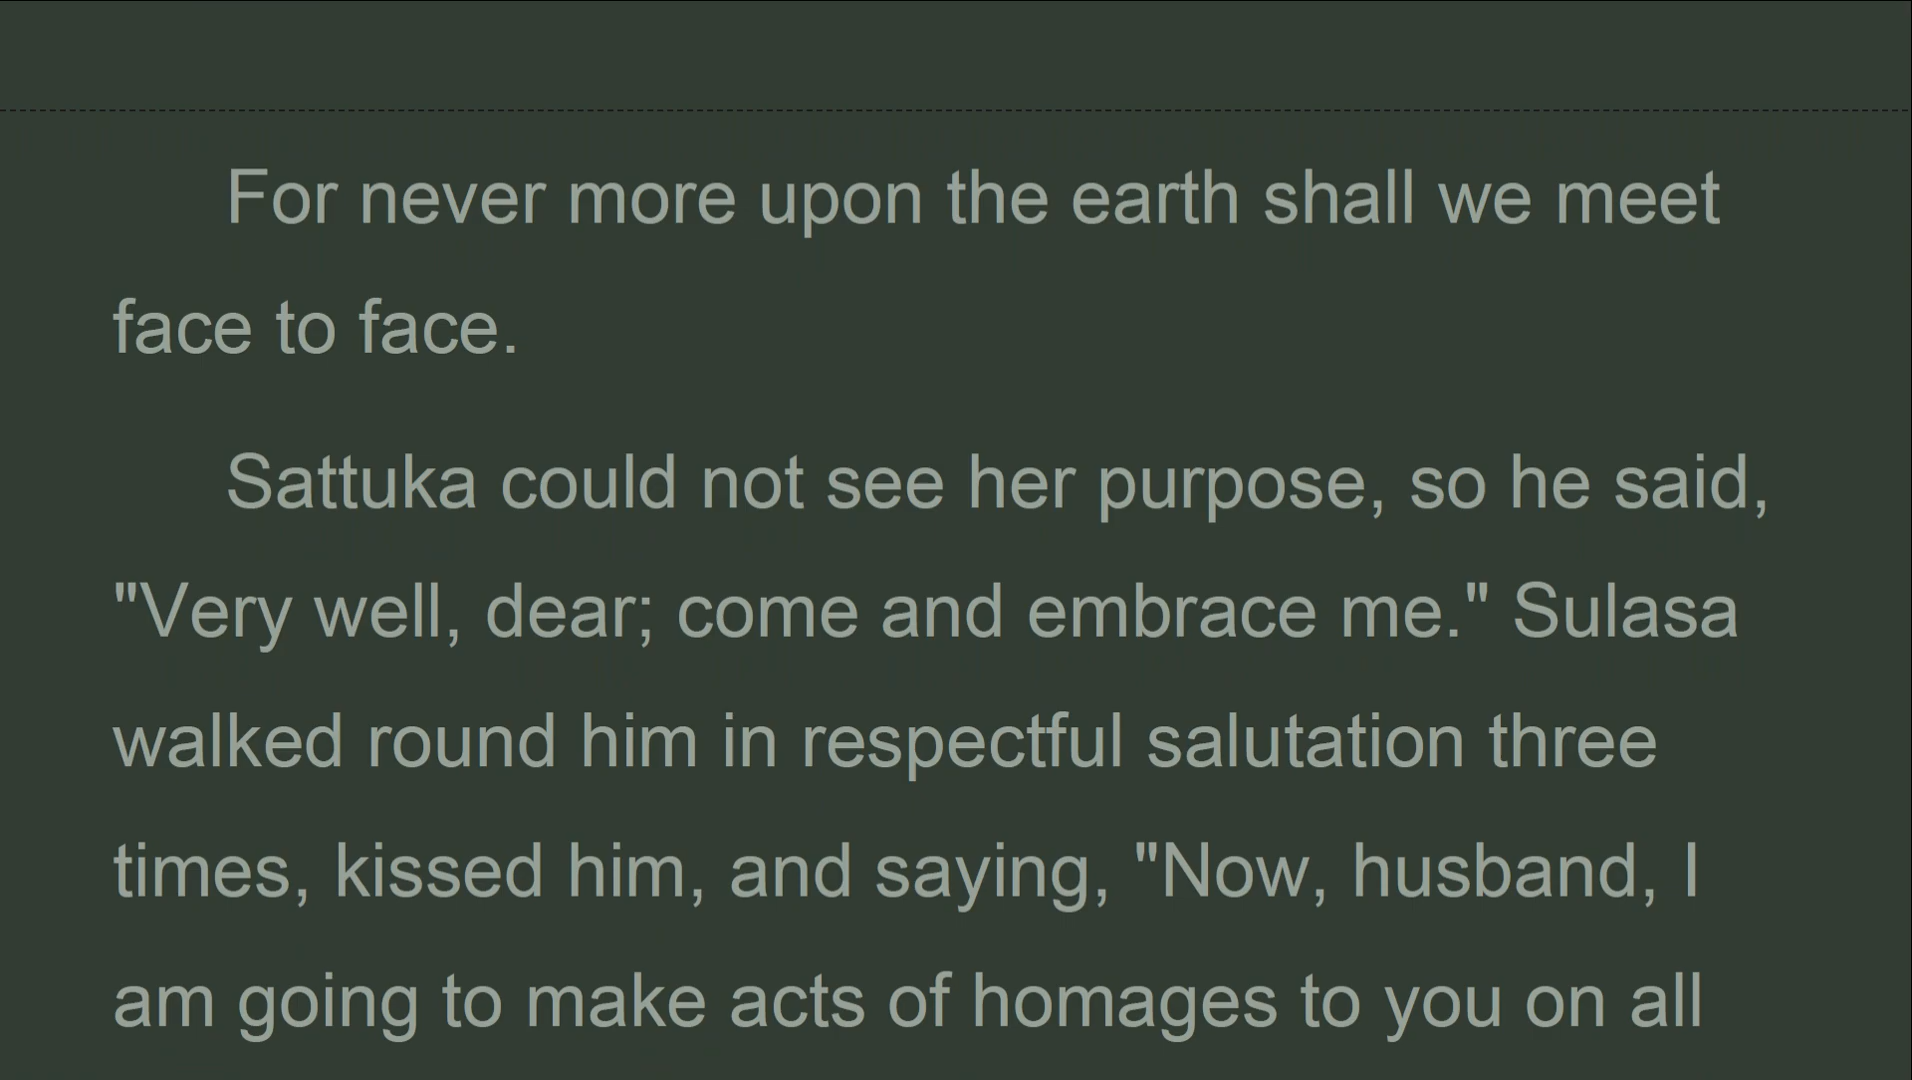 For never more upon the earth shall we meet
face to face.
Sattuka could not see her purpose, so he said,
"Very well, dear; come and embrace me." Sulasa
walked round him in respectful salutation three
times, kissed him, and saying, "Now, husband, I
am going to make acts of homages to you on all